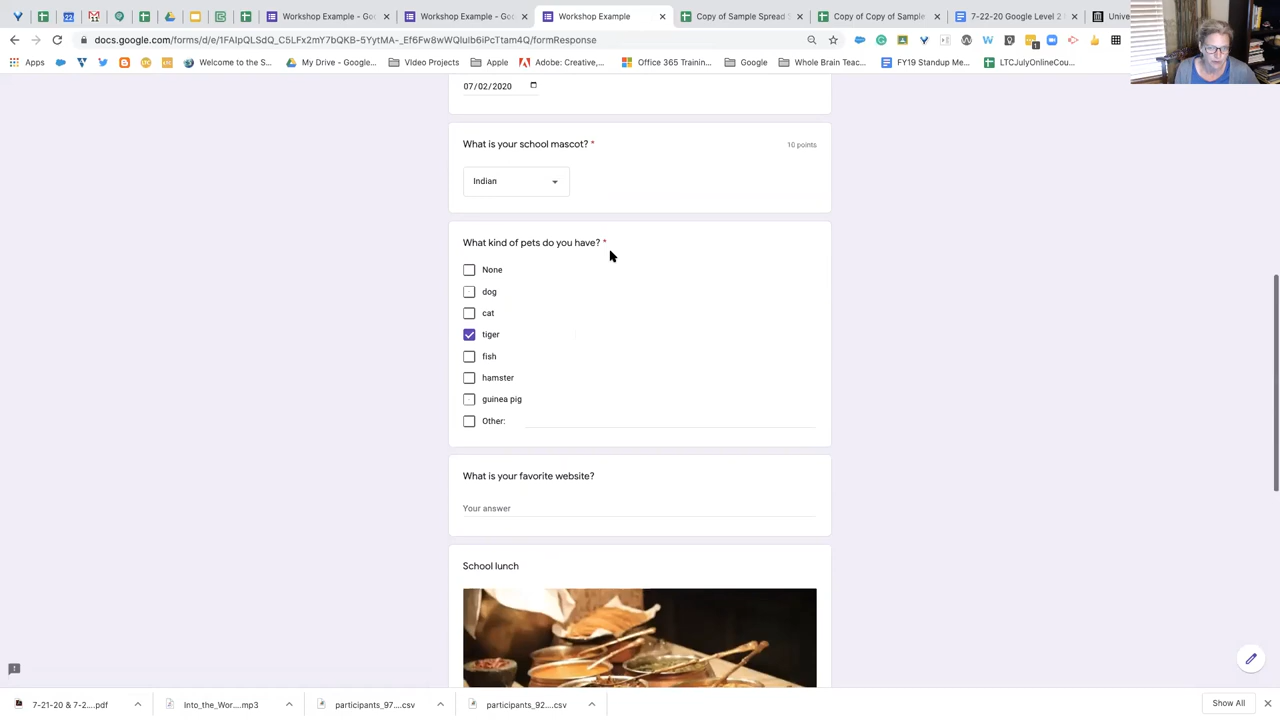 Workshop Example - Goo
Workshop Example - Goo
Workshop Example
Copy of Sample Spread S
Copy of Copy of Sample
7-22-20 Google Level 2 M
Unive
docs.google.com/forms/d/e/
/formResponse
Apps
Welcome to the S...
My Drive - Google...
Video Projects
Apple
Adobe: Creative,...
Office 365 Trainin...
Google
Whole Brain Teac...
FY19 Standup Me...
LTCJulyOnlineCou...
07/02/2020
What is your school mascot? *
10 points
Indian
What kind of pets do you have? *
None
dog
cat
tiger
fish
hamster
guinea pig
Other:
What is your favorite website?
Your answer
School lunch
7-21-20 & 7-2....pdf
Into_the_Wor....mp3
participants_97....csv
participants_92....csv
Show All